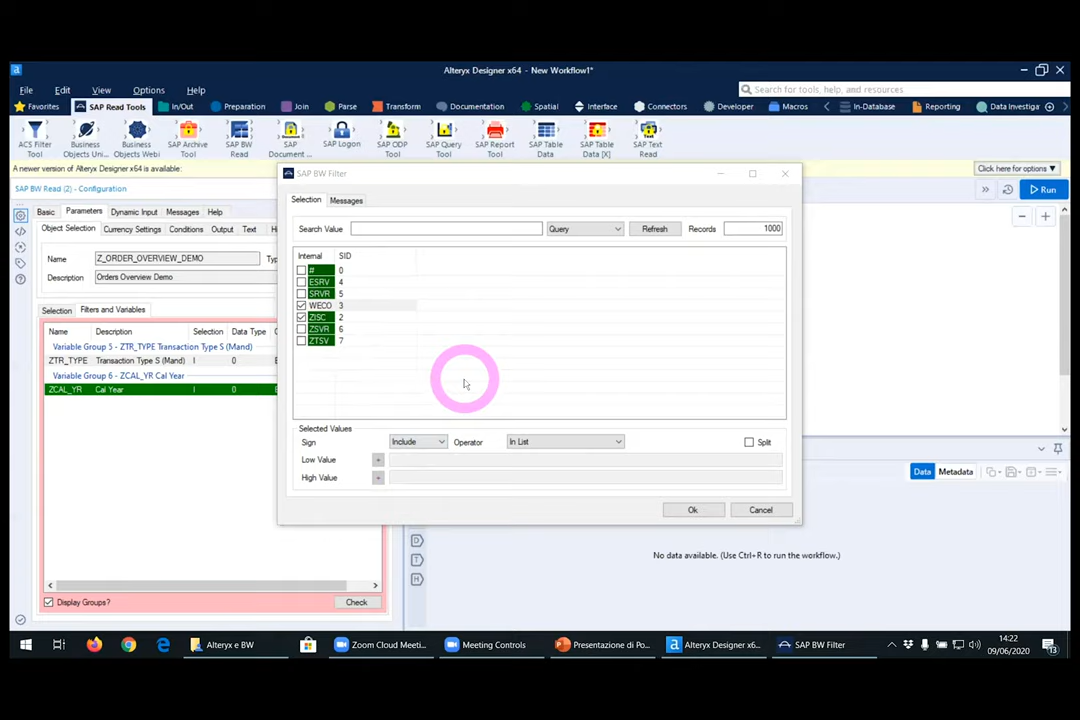 Alteryx Designer x64 - New Workflow1*
File Edit View Options Help
Search for tools, help, and resources
Favorites SAP Read Tools In/Out Preparation Join Parse Transform Documentation Spatial Interface Connectors Developer Macros In-Database Reporting Data Investiga
ACS Filter Tool
Business Objects Uni...
Business Objects Webi
SAP Archive Tool
SAP BW Read
SAP Document ...
SAP Logon
SAP ODP Tool
SAP Query Tool
SAP Report Tool
SAP Table Data
SAP Table Data [X]
SAP Text Read
A newer version of Alteryx Designer x64 is available:
Click here for options ▼
SAP BW Read (2) - Configuration
Run
Basic Parameters Dynamic Input Messages Help
Object Selection Currency Settings Conditions Output Text
Name Z_ORDER_OVERVIEW_DEMO
Description Orders Overview Demo
Selection Filters and Variables
Name Description Selection Data Type
Variable Group 5 - ZTR_TYPE Transaction Type S (Mand)
ZTR_TYPE Transaction Type S (Mand) I 0
Variable Group 6 - ZCAL_YR Cal Year
ZCAL_YR Cal Year I 0
Display Groups? Check
SAP BW Filter
Selection Messages
Search Value Query Refresh Records 1000
Internal SID
# 0
ESRV 4
SRVR 5
WECO 3
ZISC 2
ZSVR 6
ZTSV 7
Selected Values
Sign Include Operator In List Split
Low Value +
High Value +
Ok Cancel
Data Metadata
D
T
H
No data available. (Use Ctrl+R to run the workflow.)
Alteryx e BW Zoom Cloud Meeti... Meeting Controls Presentazione di Po... Alteryx Designer x6... SAP BW Filter
14:22
09/06/2020
13